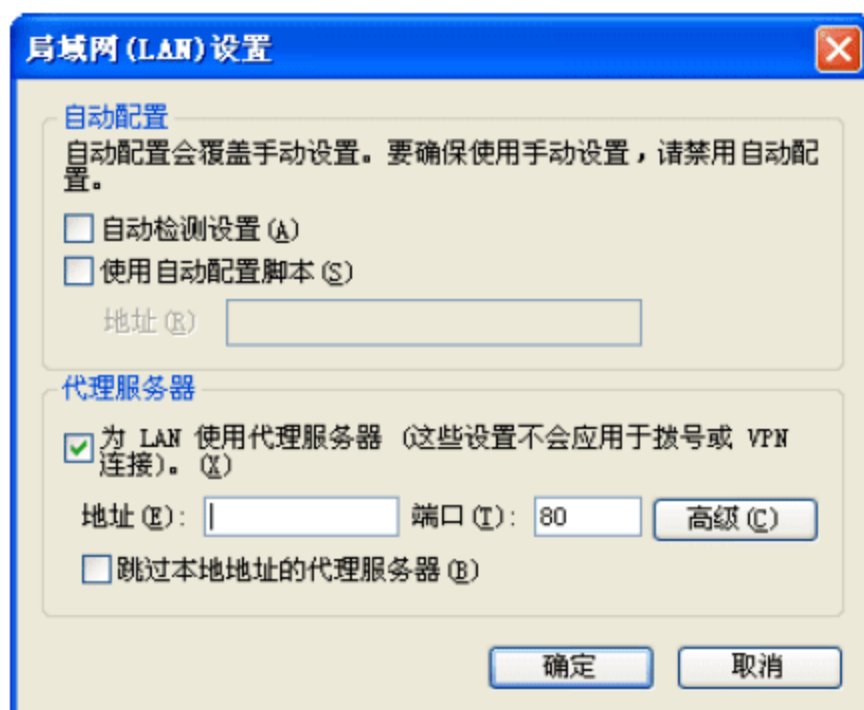 局域网(LAN)设置
自动配置
自动配置会覆盖手动设置。要确保使用手动设置,请禁用自动配
置。
自动检测设置(A)
使用自动配置脚本(S)
地址(R)
代理服务器
为 LAN 使用代理服务器 (这些设置不会应用于拨号或 VPN
连接)。(X)
地址(E): 端口(T): 80 高级(C)
跳过本地地址的代理服务器(B)
确定 取消